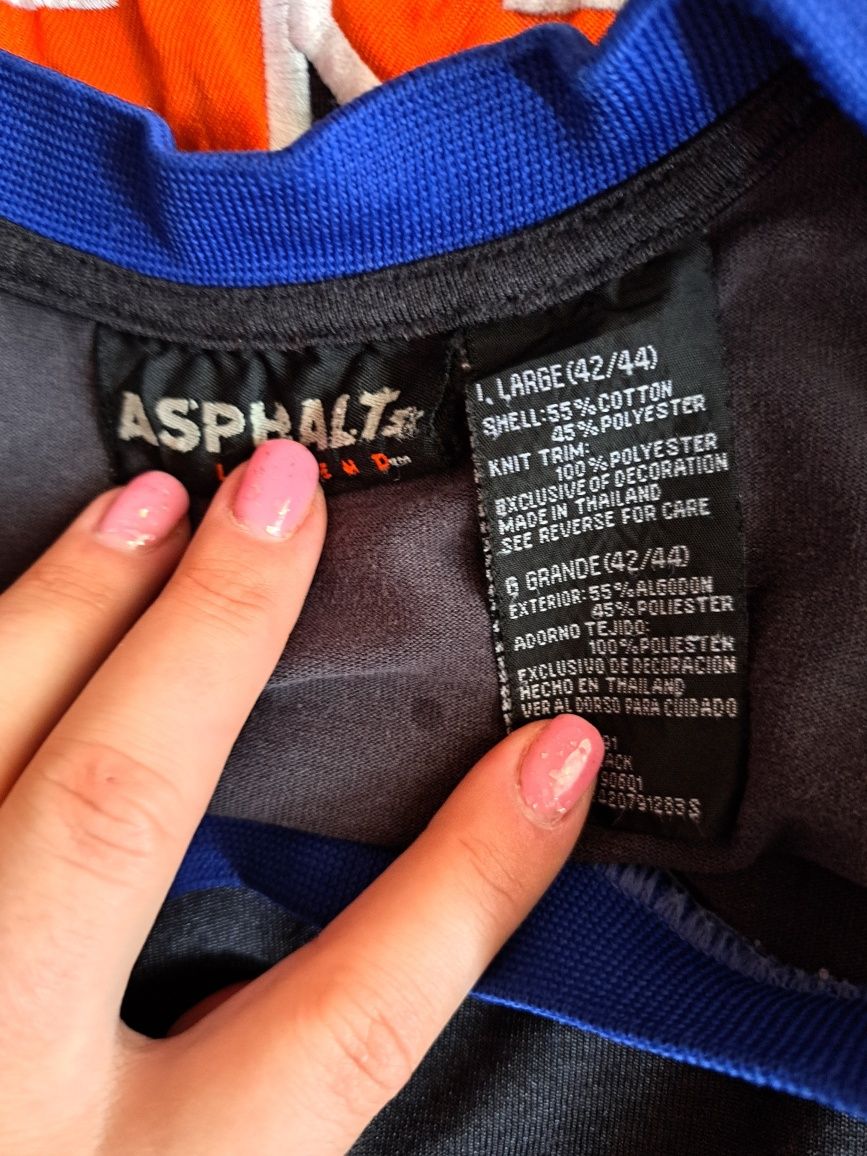 ASPHALT
L LARGE (42/44)
SHELL: 55% COTTON
45% POLYESTER
KNIT TRIM:
100% POLYESTER
EXCLUSIVE OF DECORATION
MADE IN THAILAND
SEE REVERSE FOR CARE
G GRANDE (42/44)
EXTERIOR: 55% ALGODON
45% POLIESTER
ADORNO TEJIDO:
100% POLIESTER
EXCLUSIVO DE DECORACION
HECHO EN THAILAND
VER AL DORSO PARA CUIDADO